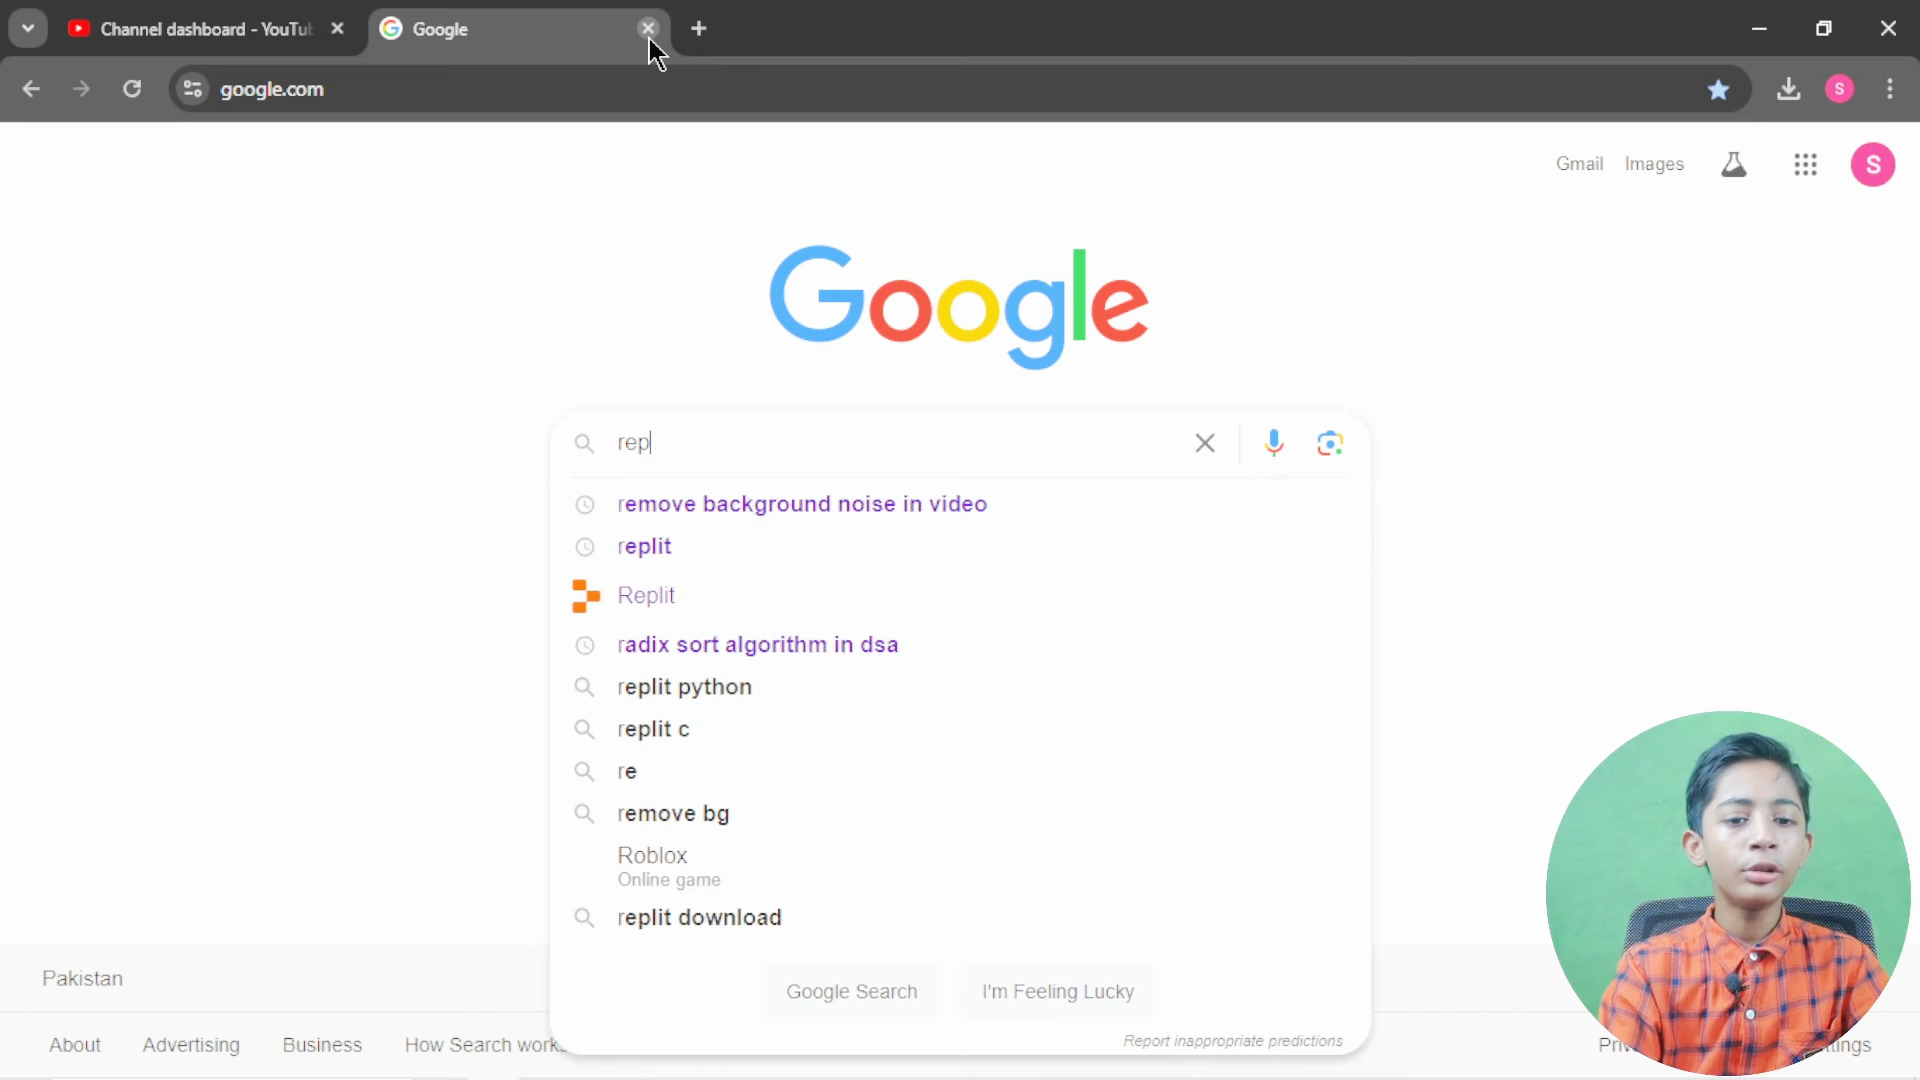 Channel dashboard - YouTu
Google
google.com
Gmail
Images
S
S
Google
rep
remove background noise in video
replit
Replit
radix sort algorithm in dsa
replit python
replit c
re
remove bg
Roblox
Online game
replit download
Google Search
I'm Feeling Lucky
Report inappropriate predictions
Pakistan
About
Advertising
Business
How Search works